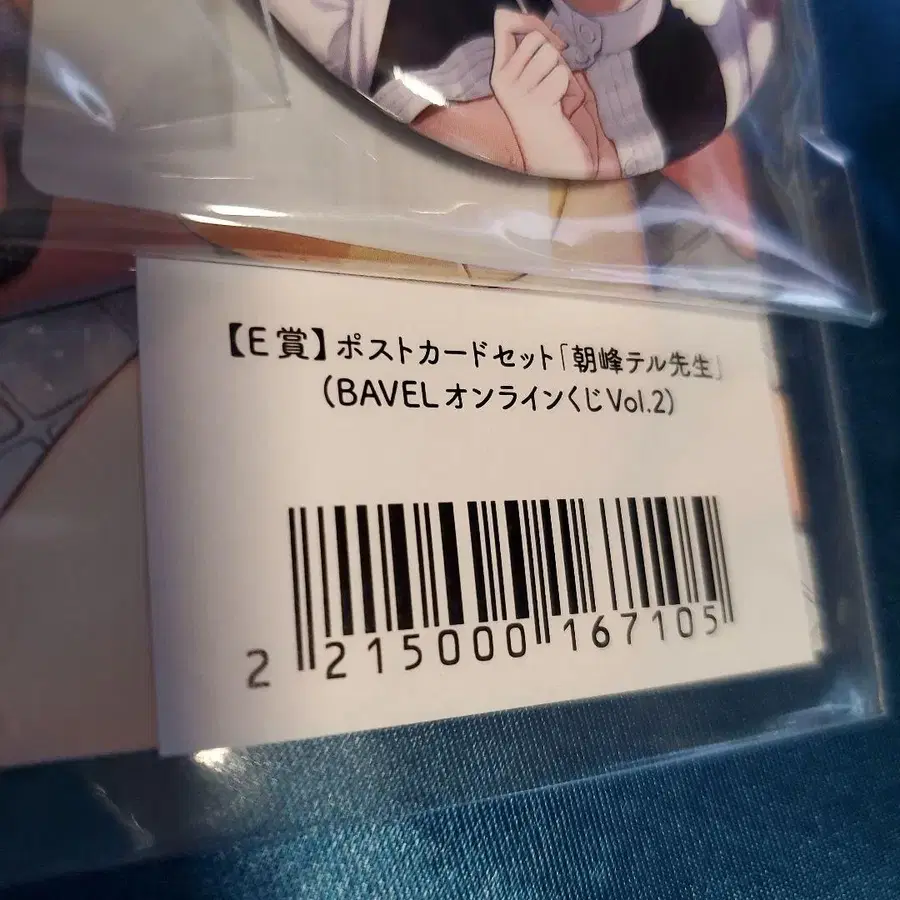 【E賞】ポストカードセット「朝峰テル先生」
（BAVELオンラインくじVol.2）
2 215000 167105